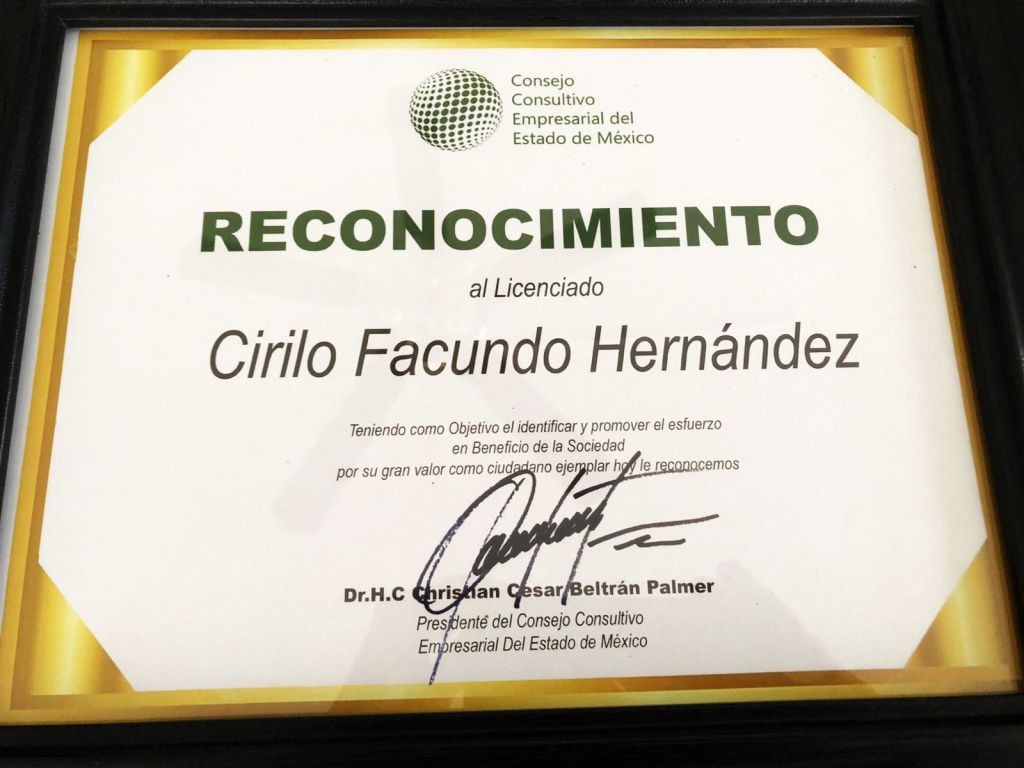 Consejo
Consultivo
Empresarial del
Estado de México
RECONOCIMIENTO
al Licenciado
Cirilo Facundo Hernández
Teniendo como Objetivo el identificar y promover el esfuerzo
en Beneficio de la Sociedad
por su gran valor como ciudadano ejemplar hoy le reconocemos
Dr.H.C Christian Cesar Beltrán Palmer
Presidente del Consejo Consultivo
Empresarial Del Estado de México